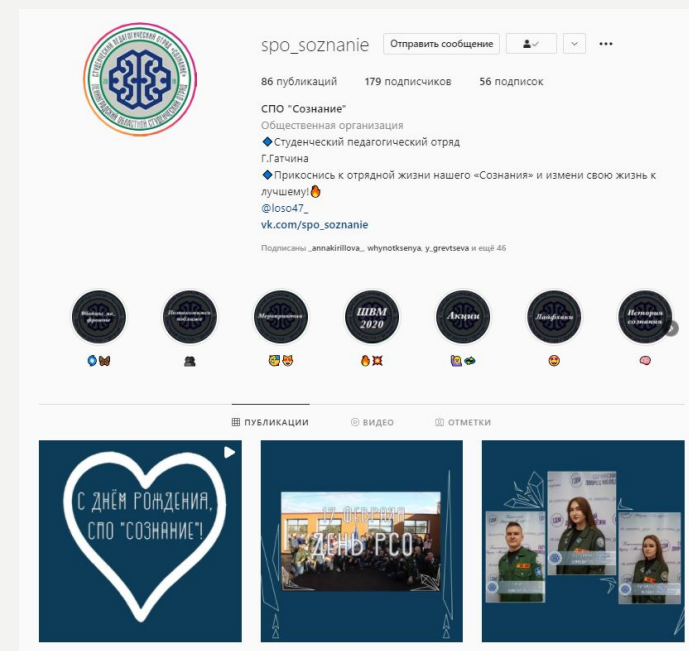 spo_soznanie Отправить сообщение
86 публикаций 179 подписчиков 56 подписок
СПО "Сознание"
Общественная организация
Студенческий педагогический отряд
Г.Гатчина
Прикоснись к отрядной жизни нашего «Сознания» и измени свою жизнь к
лучшему!
@loso47_
vk.com/spo_soznanie
Подписаны _annakirillova_, whynotksenya, y_grevtseva и ещё 46
Познакомимся
поближе
Мероприятия
ШВМ
2020
Акции
Лайфхаки
История
сознания
ПУБЛИКАЦИИ ВИДЕО ОТМЕТКИ
С ДНЁМ РОЖДЕНИЯ,
СПО "СОЗНАНИЕ"!
17 ФЕВРАЛЯ
ДЕНЬ РСО